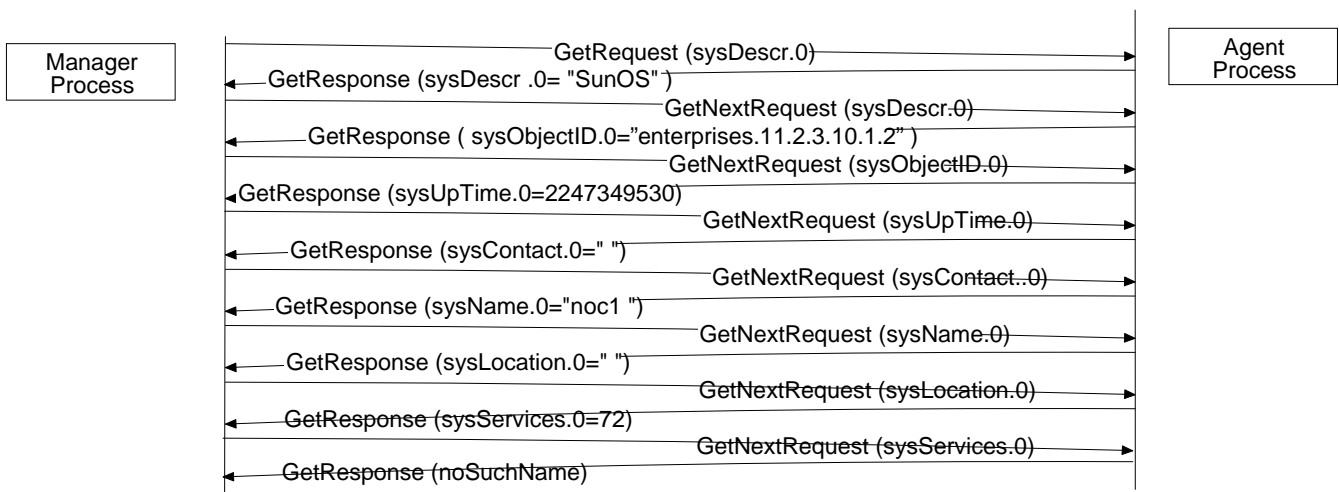 Manager
Process
Agent
Process
GetRequest (sysDescr.0)
GetResponse (sysDescr .0= "SunOS" )
GetNextRequest (sysDescr.0)
GetResponse ( sysObjectID.0=”enterprises.11.2.3.10.1.2” )
GetNextRequest (sysObjectID.0)
GetResponse (sysUpTime.0=2247349530)
GetNextRequest (sysUpTime.0)
GetResponse (sysContact.0=" ")
GetNextRequest (sysContact..0)
GetResponse (sysName.0="noc1 ")
GetNextRequest (sysName.0)
GetResponse (sysLocation.0=" ")
GetNextRequest (sysLocation.0)
GetResponse (sysServices.0=72)
GetNextRequest (sysServices.0)
GetResponse (noSuchName)